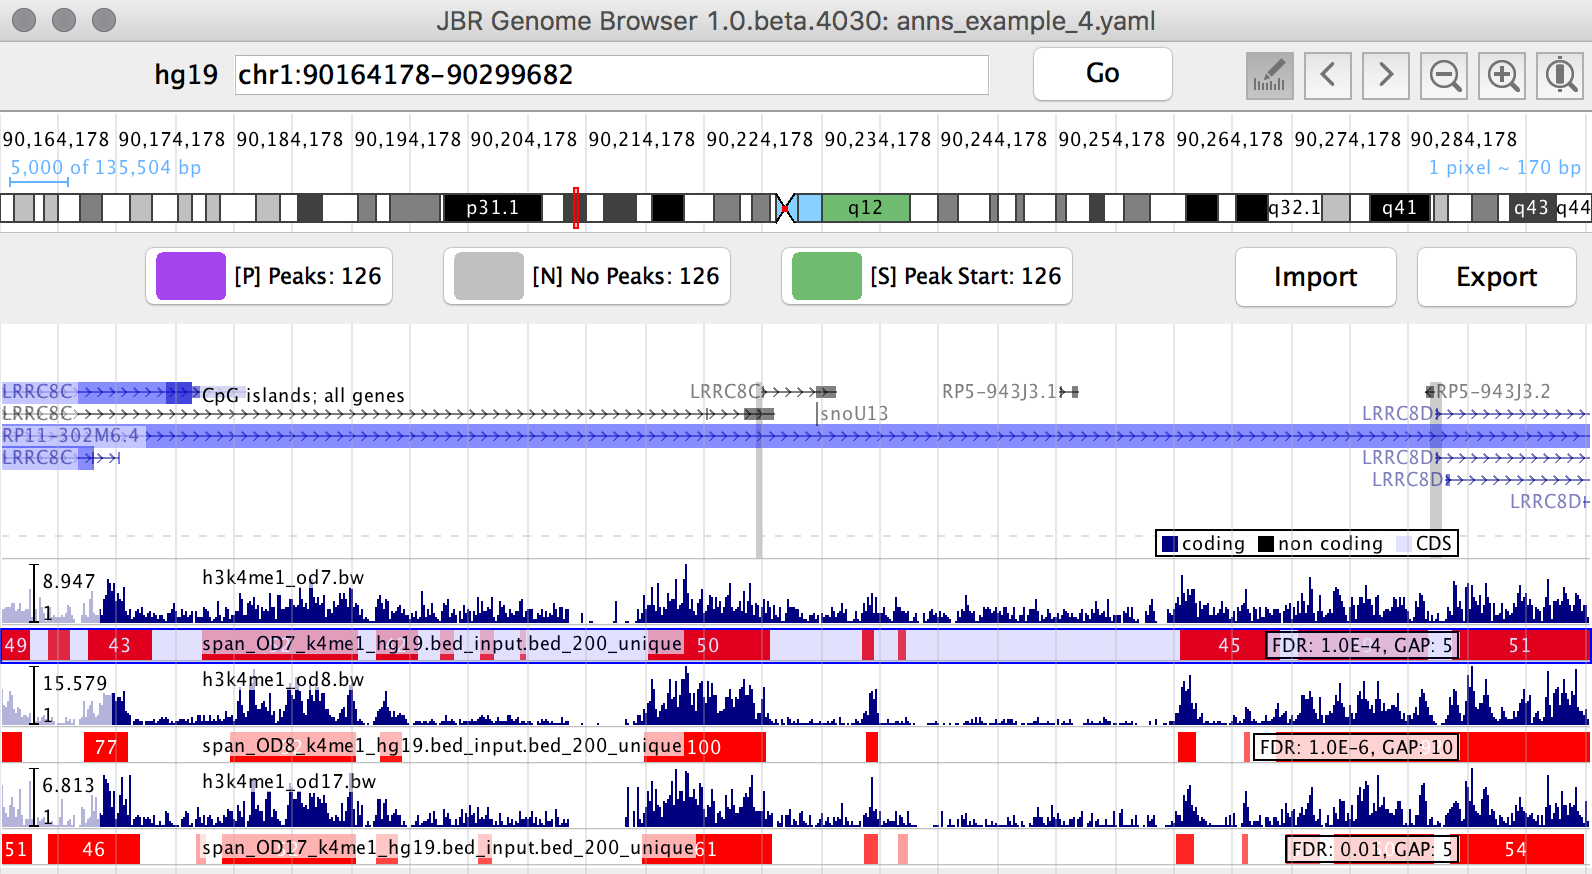 JBR Genome Browser 1.0.beta.4030: anns_example_4.yaml
hg19 chr1:90164178-90299682 Go
90,164,178 90,174,178 90,184,178 90,194,178 90,204,178 90,214,178 90,224,178 90,234,178 90,244,178 90,254,178 90,264,178 90,274,178 90,284,178
5,000 of 135,504 bp 1 pixel ~ 170 bp
p31.1 q12 q32.1 q41 q43 q44
[P] Peaks: 126 [N] No Peaks: 126 [S] Peak Start: 126 Import Export
LRRC8C CpG islands; all genes LRRC8C RP5-943J3.1 RP5-943J3.2
LRRC8C snoU13 LRRC8D
RP11-302M6.4
LRRC8C LRRC8D
LRRC8D
LRRC8D
coding non coding CDS
8.947 h3k4me1_od7.bw
1
49 43 span_OD7_k4me1_hg19.bed_input.bed_200_unique 50 45 FDR: 1.0E-4, GAP: 5 51
15.579 h3k4me1_od8.bw
1
77 span_OD8_k4me1_hg19.bed_input.bed_200_unique 100 FDR: 1.0E-6, GAP: 10
6.813 h3k4me1_od17.bw
1
51 46 span_OD17_k4me1_hg19.bed_input.bed_200_unique 61 FDR: 0.01, GAP: 5 54